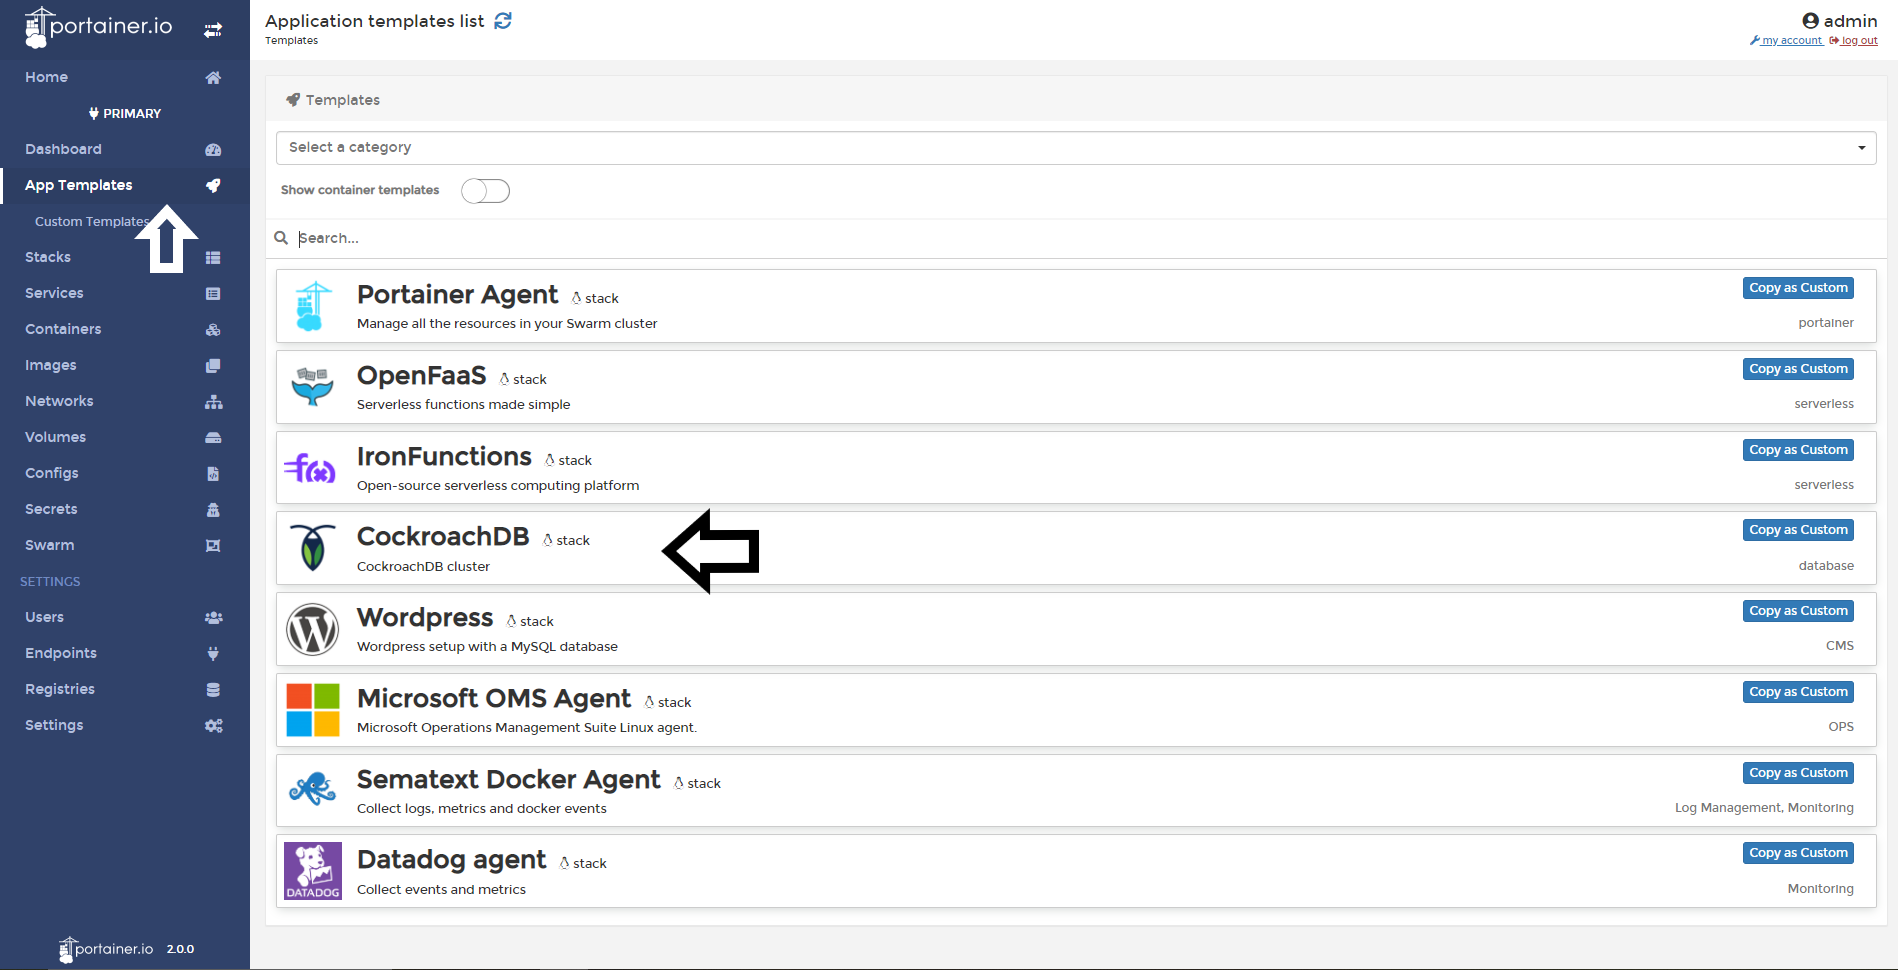 portainer.io
Home
PRIMARY
Dashboard
App Templates
Custom Templates
Stacks
Services
Containers
Images
Networks
Volumes
Configs
Secrets
Swarm
SETTINGS
Users
Endpoints
Registries
Settings
portainer.io 2.0.0
Application templates list
Templates
admin
my account log out
Templates
Select a category
Show container templates
Search...
Portainer Agent stack
Copy as Custom
Manage all the resources in your Swarm cluster
portainer
OpenFaaS stack
Copy as Custom
Serverless functions made simple
serverless
IronFunctions stack
Copy as Custom
Open-source serverless computing platform
serverless
CockroachDB stack
Copy as Custom
CockroachDB cluster
database
Wordpress stack
Copy as Custom
Wordpress setup with a MySQL database
CMS
Microsoft OMS Agent stack
Copy as Custom
Microsoft Operations Management Suite Linux agent.
OPS
Sematext Docker Agent stack
Copy as Custom
Collect logs, metrics and docker events
Log Management, Monitoring
DATADOG
Datadog agent stack
Copy as Custom
Collect events and metrics
Monitoring